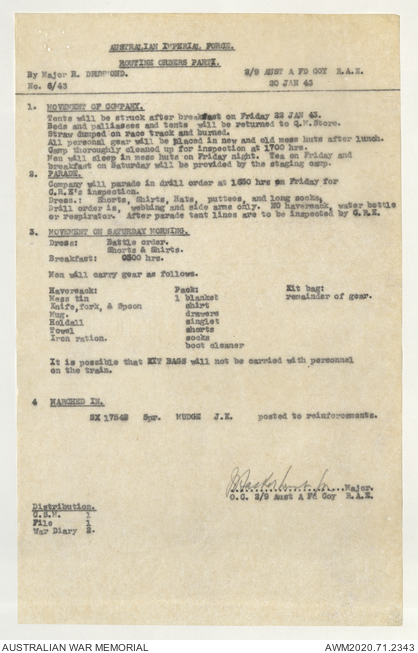 AUSTRALIAN IMPERIAL FORCE.
ROUTINE ORDERS PART1.
By Major R. DRUMMOND. 2/9 AUST A FD COY R.A.E.
No. 6/43 20 JAN 43
1. MOVEMENT OF COMPANY.
Tents will be struck after breakfast on Friday 22 JAN 43.
Beds and palliasses and tents will be returned to Q.M.Store.
Straw dumped on race track and burned.
All personal gear will be placed in new and old mess huts after lunch.
Camp thoroughly cleaned up for inspection at 1700 hrs.
Men will sleep in mess huts on Friday night. Tea on Friday and
breakfast on Saturday will be provided by the staging camp.
2. PARADE.
Company will parade in drill order at hrs on Friday for
C.R.E's inspection.
Dress.: Shorts, Shirts, Hats, puttees, and long socks,
Drill order is, webbing and side arms only. NO haversack, water bottle
or respirator. After parade tent lines are to be inspected by C.R.E.
3. MOVEMENT ON SATURDAY MORNING.
Dress: Battle order.
Shorts & Shirts.
Breakfast: 0500 hrs.
Men will carry gear as follows.
Haversack: Pack: Kit bag:
Mess tin 1 blanket remainder of gear.
Knife,fork, & Spoon shirt
Mug. drawers
Holdall singlet
Towel shorts
Iron ration. socks
boot cleaner
It is possible that KIT BAGS will not be carried with personnel
on the train.
4 MARCHED IN.
SX 17542 Spr. MUDGE J.K. posted to reinforcements.
Major.
O.C. 2/9 Aust A Fd Coy R.A.E.
Distribution.
C.S.M. 1
File 1
War Diary 2.
AUSTRALIAN WAR MEMORIAL AWM2020.71.2343